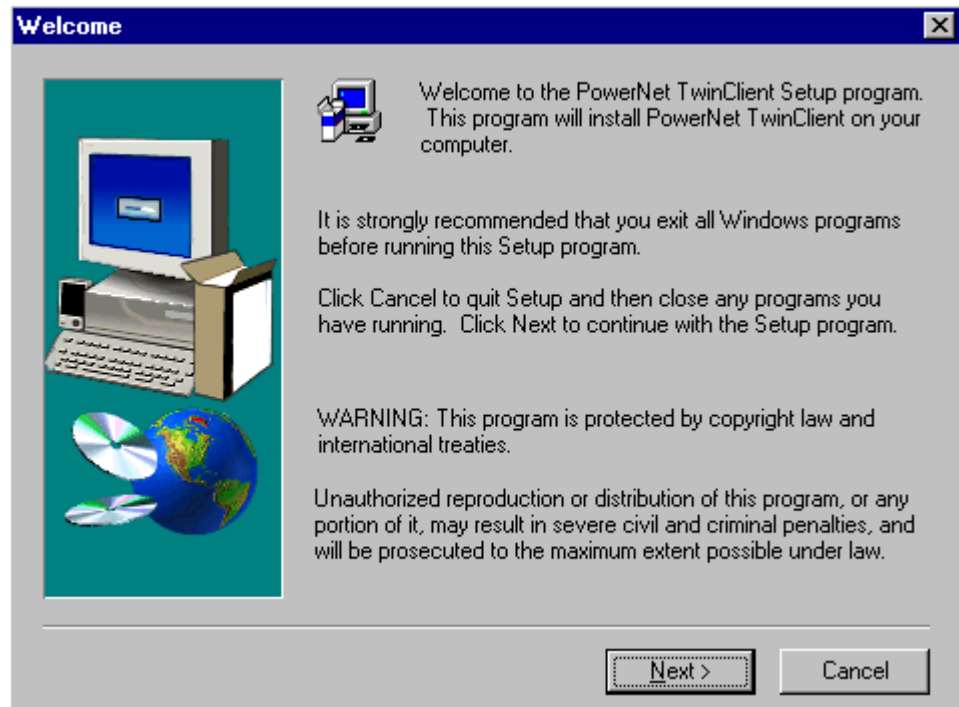 Welcome
Welcome to the PowerNet TwinClient Setup program.
This program will install PowerNet TwinClient on your
computer.
It is strongly recommended that you exit all Windows programs
before running this Setup program.
Click Cancel to quit Setup and then close any programs you
have running.  Click Next to continue with the Setup program.
WARNING: This program is protected by copyright law and
international treaties.
Unauthorized reproduction or distribution of this program, or any
portion of it, may result in severe civil and criminal penalties, and
will be prosecuted to the maximum extent possible under law.
Next >
Cancel